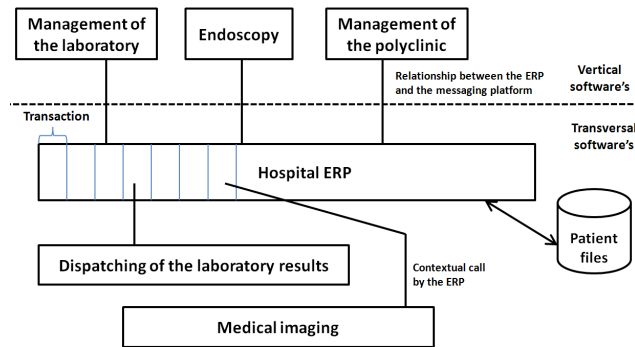 Management of
the laboratory
Endoscopy
Management of
the polyclinic
Relationship between the ERP
and the messaging platform
Vertical
software's
Transaction
Transversal
software's
Hospital ERP
Patient
files
Dispatching of the laboratory results
Contextual call
by the ERP
Medical imaging